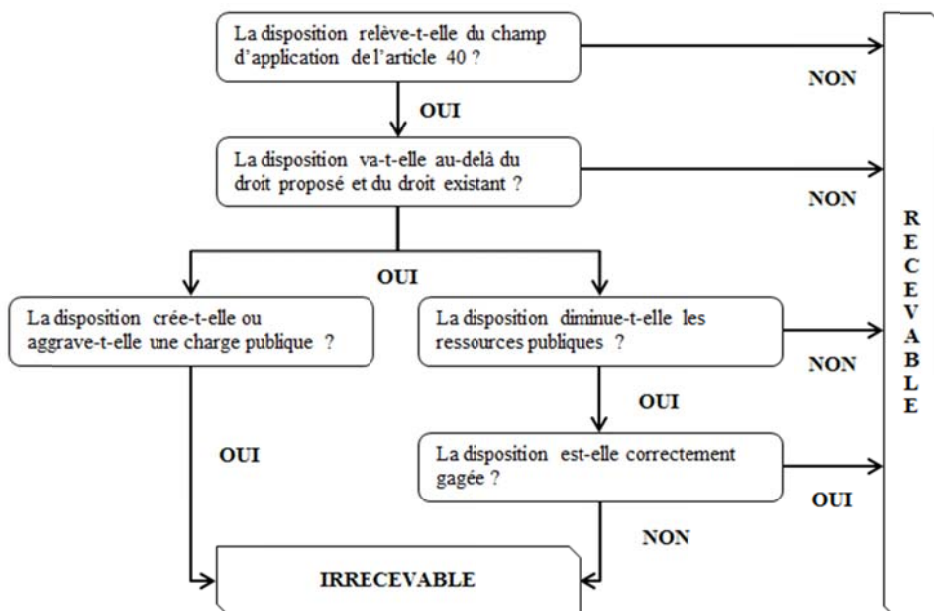 La disposition relève-t-elle du champ
d'application de l'article 40 ?
NON
OUI
La disposition va-t-elle au-delà du
droit proposé et du droit existant ?
NON
OUI
La disposition crée-t-elle ou
aggrave-t-elle une charge publique ?
La disposition diminue-t-elle les
ressources publiques ?
NON
OUI
OUI
La disposition est-elle correctement
gagée ?
OUI
NON
IRRECEVABLE
R
E
C
E
V
A
B
L
E